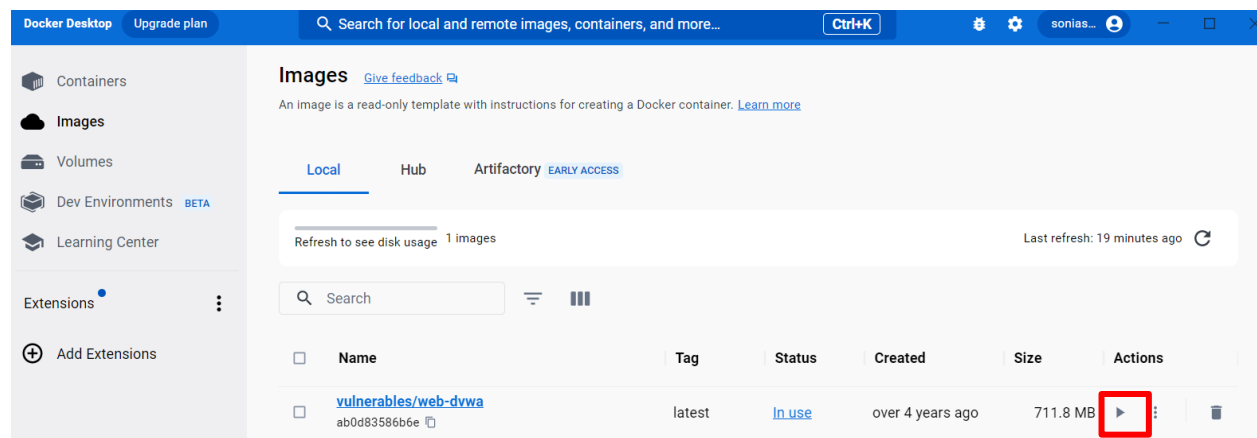 Docker Desktop Upgrade plan Search for local and remote images, containers, and more... Ctrl+K sonias...
Containers
Images
Volumes
Dev Environments BETA
Learning Center
Extensions
Add Extensions
Images Give feedback
An image is a read-only template with instructions for creating a Docker container. Learn more
Local Hub Artifactory EARLY ACCESS
Refresh to see disk usage 1 images Last refresh: 19 minutes ago
Search
Name Tag Status Created Size Actions
vulnerables/web-dvwa latest In use over 4 years ago 711.8 MB
ab0d83586b6e